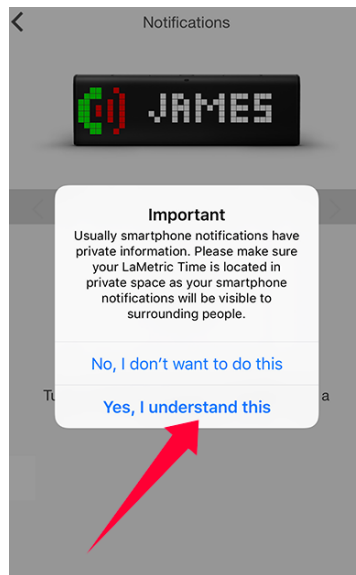 Notifications
JAMES
Important
Usually smartphone notifications have
private information. Please make sure
your LaMetric Time is located in
private space as your smartphone
notifications will be visible to
surrounding people.
No, I don't want to do this
Tu a
Yes, I understand this